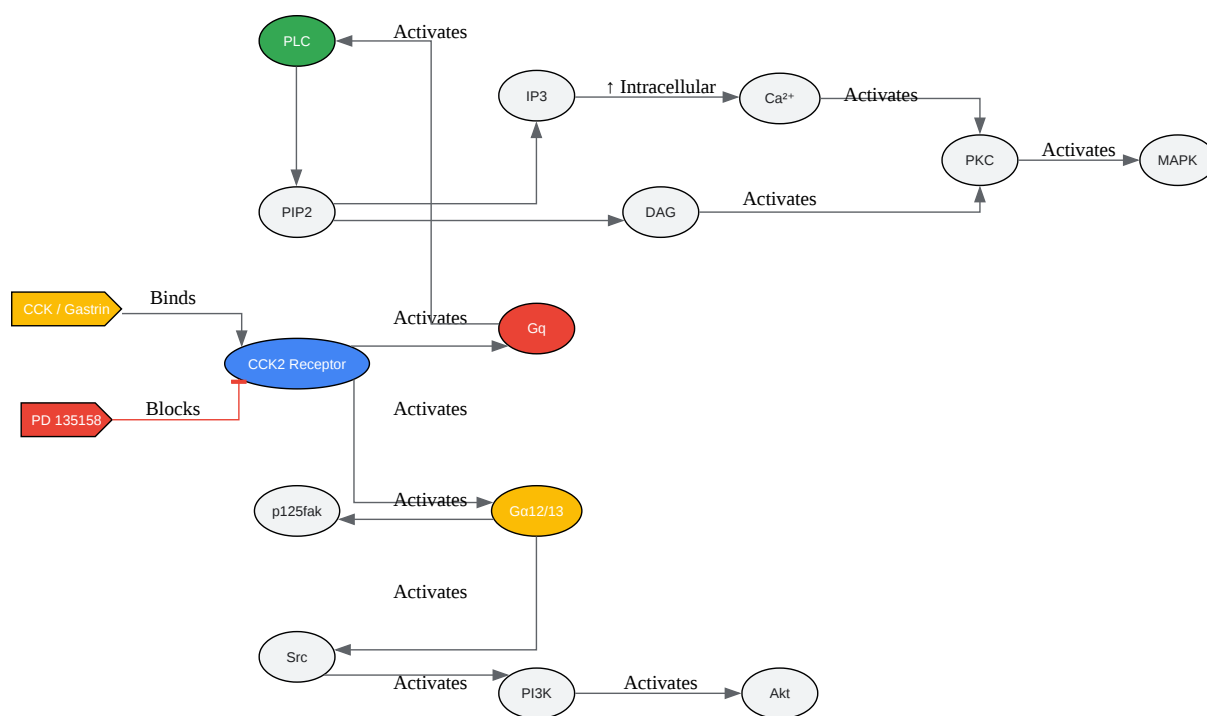 Activates
PLC
↑ Intracellular
IP3
Ca²⁺
Activates
Activates
PKC
MAPK
PIP2
DAG
Activates
CCK / Gastrin
Binds
Activates
Gq
CCK2 Receptor
PD 135158
Blocks
Activates
p125fak
Activates
Gα12/13
Activates
Src
Activates
PI3K
Activates
Akt